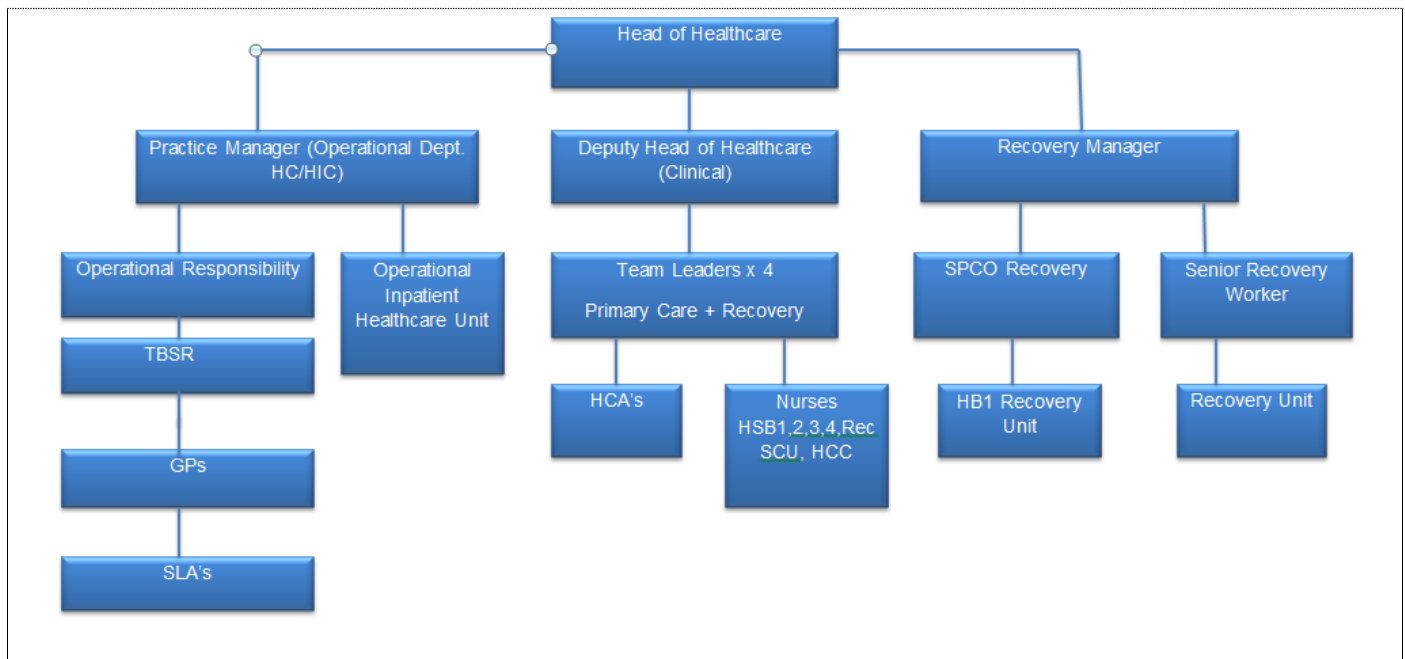 Head of Healthcare
Practice Manager (Operational Dept.
HC/HIC)
Deputy Head of Healthcare
(Clinical)
Recovery Manager
Operational Responsibility
Operational
Inpatient
Healthcare Unit
Team Leaders x 4
Primary Care + Recovery
SPCO Recovery
Senior Recovery
Worker
TBSR
HCA's
Nurses
HSB1,2,3,4,Rec
SCU, HCC
HB1 Recovery
Unit
Recovery Unit
GPs
SLA's